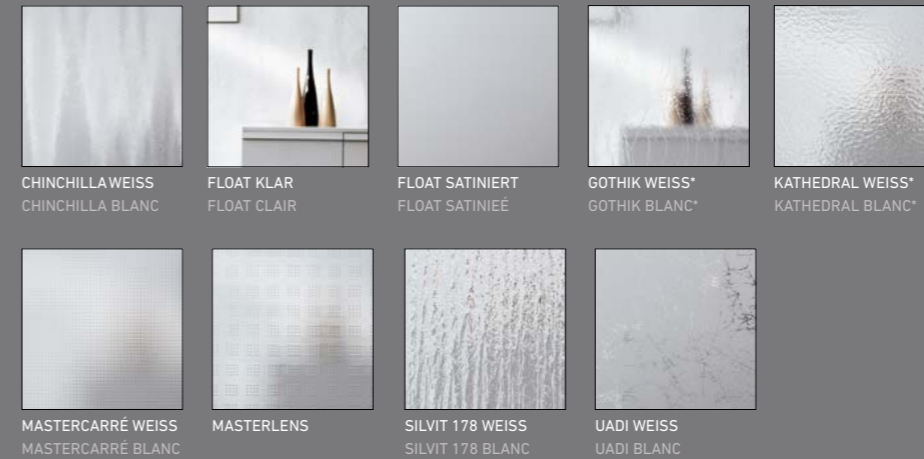 CHINCHILLA WEISS
CHINCHILLA BLANC
FLOAT KLAR
FLOAT CLAIR
FLOAT SATINIERT
FLOAT SATINIEÉ
GOTHIK WEISS*
GOTHIK BLANC*
KATHEDRAL WEISS*
KATHEDRAL BLANC*
MASTERCARRÉ WEISS
MASTERCARRÉ BLANC
MASTERLENS
SILVIT 178 WEISS
SILVIT 178 BLANC
UADI WEISS
UADI BLANC